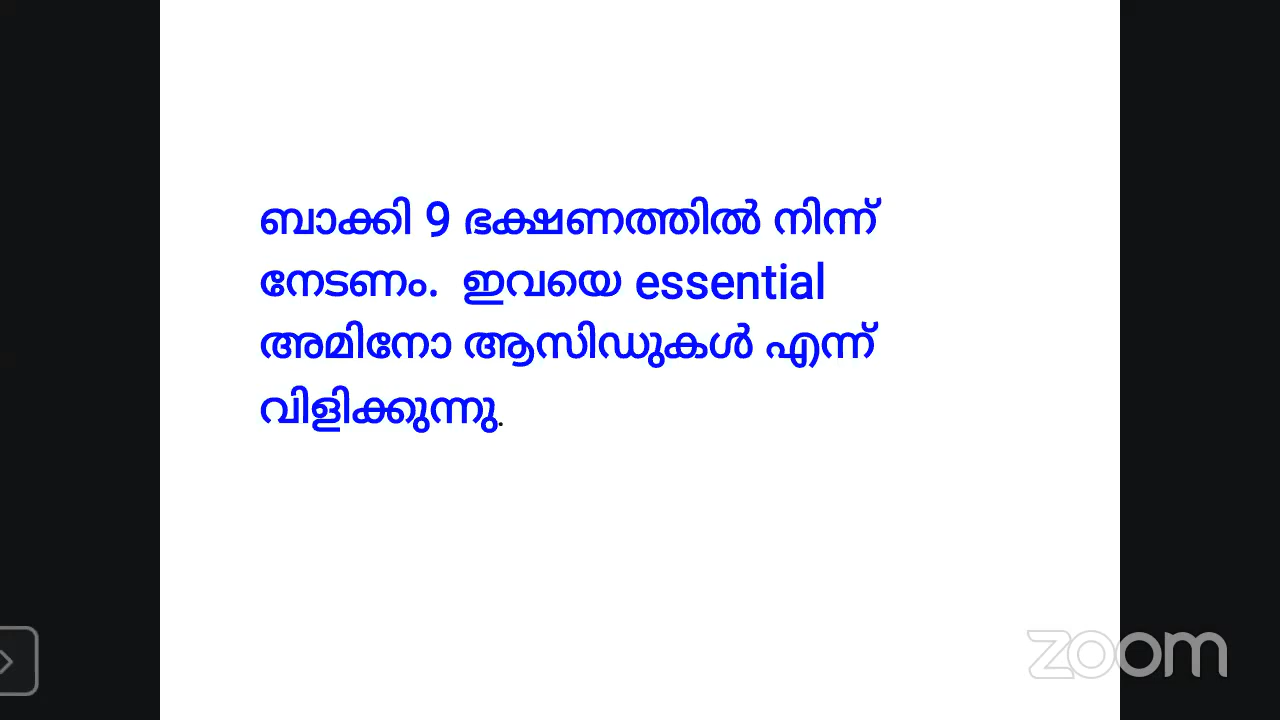 ബാക്കി 9 ഭക്ഷണത്തിൽ നിന്ന്
നേടണം.  ഇവയെ essential
അമിനോ ആസിഡുകൾ എന്ന്
വിളിക്കുന്നു.
zoom